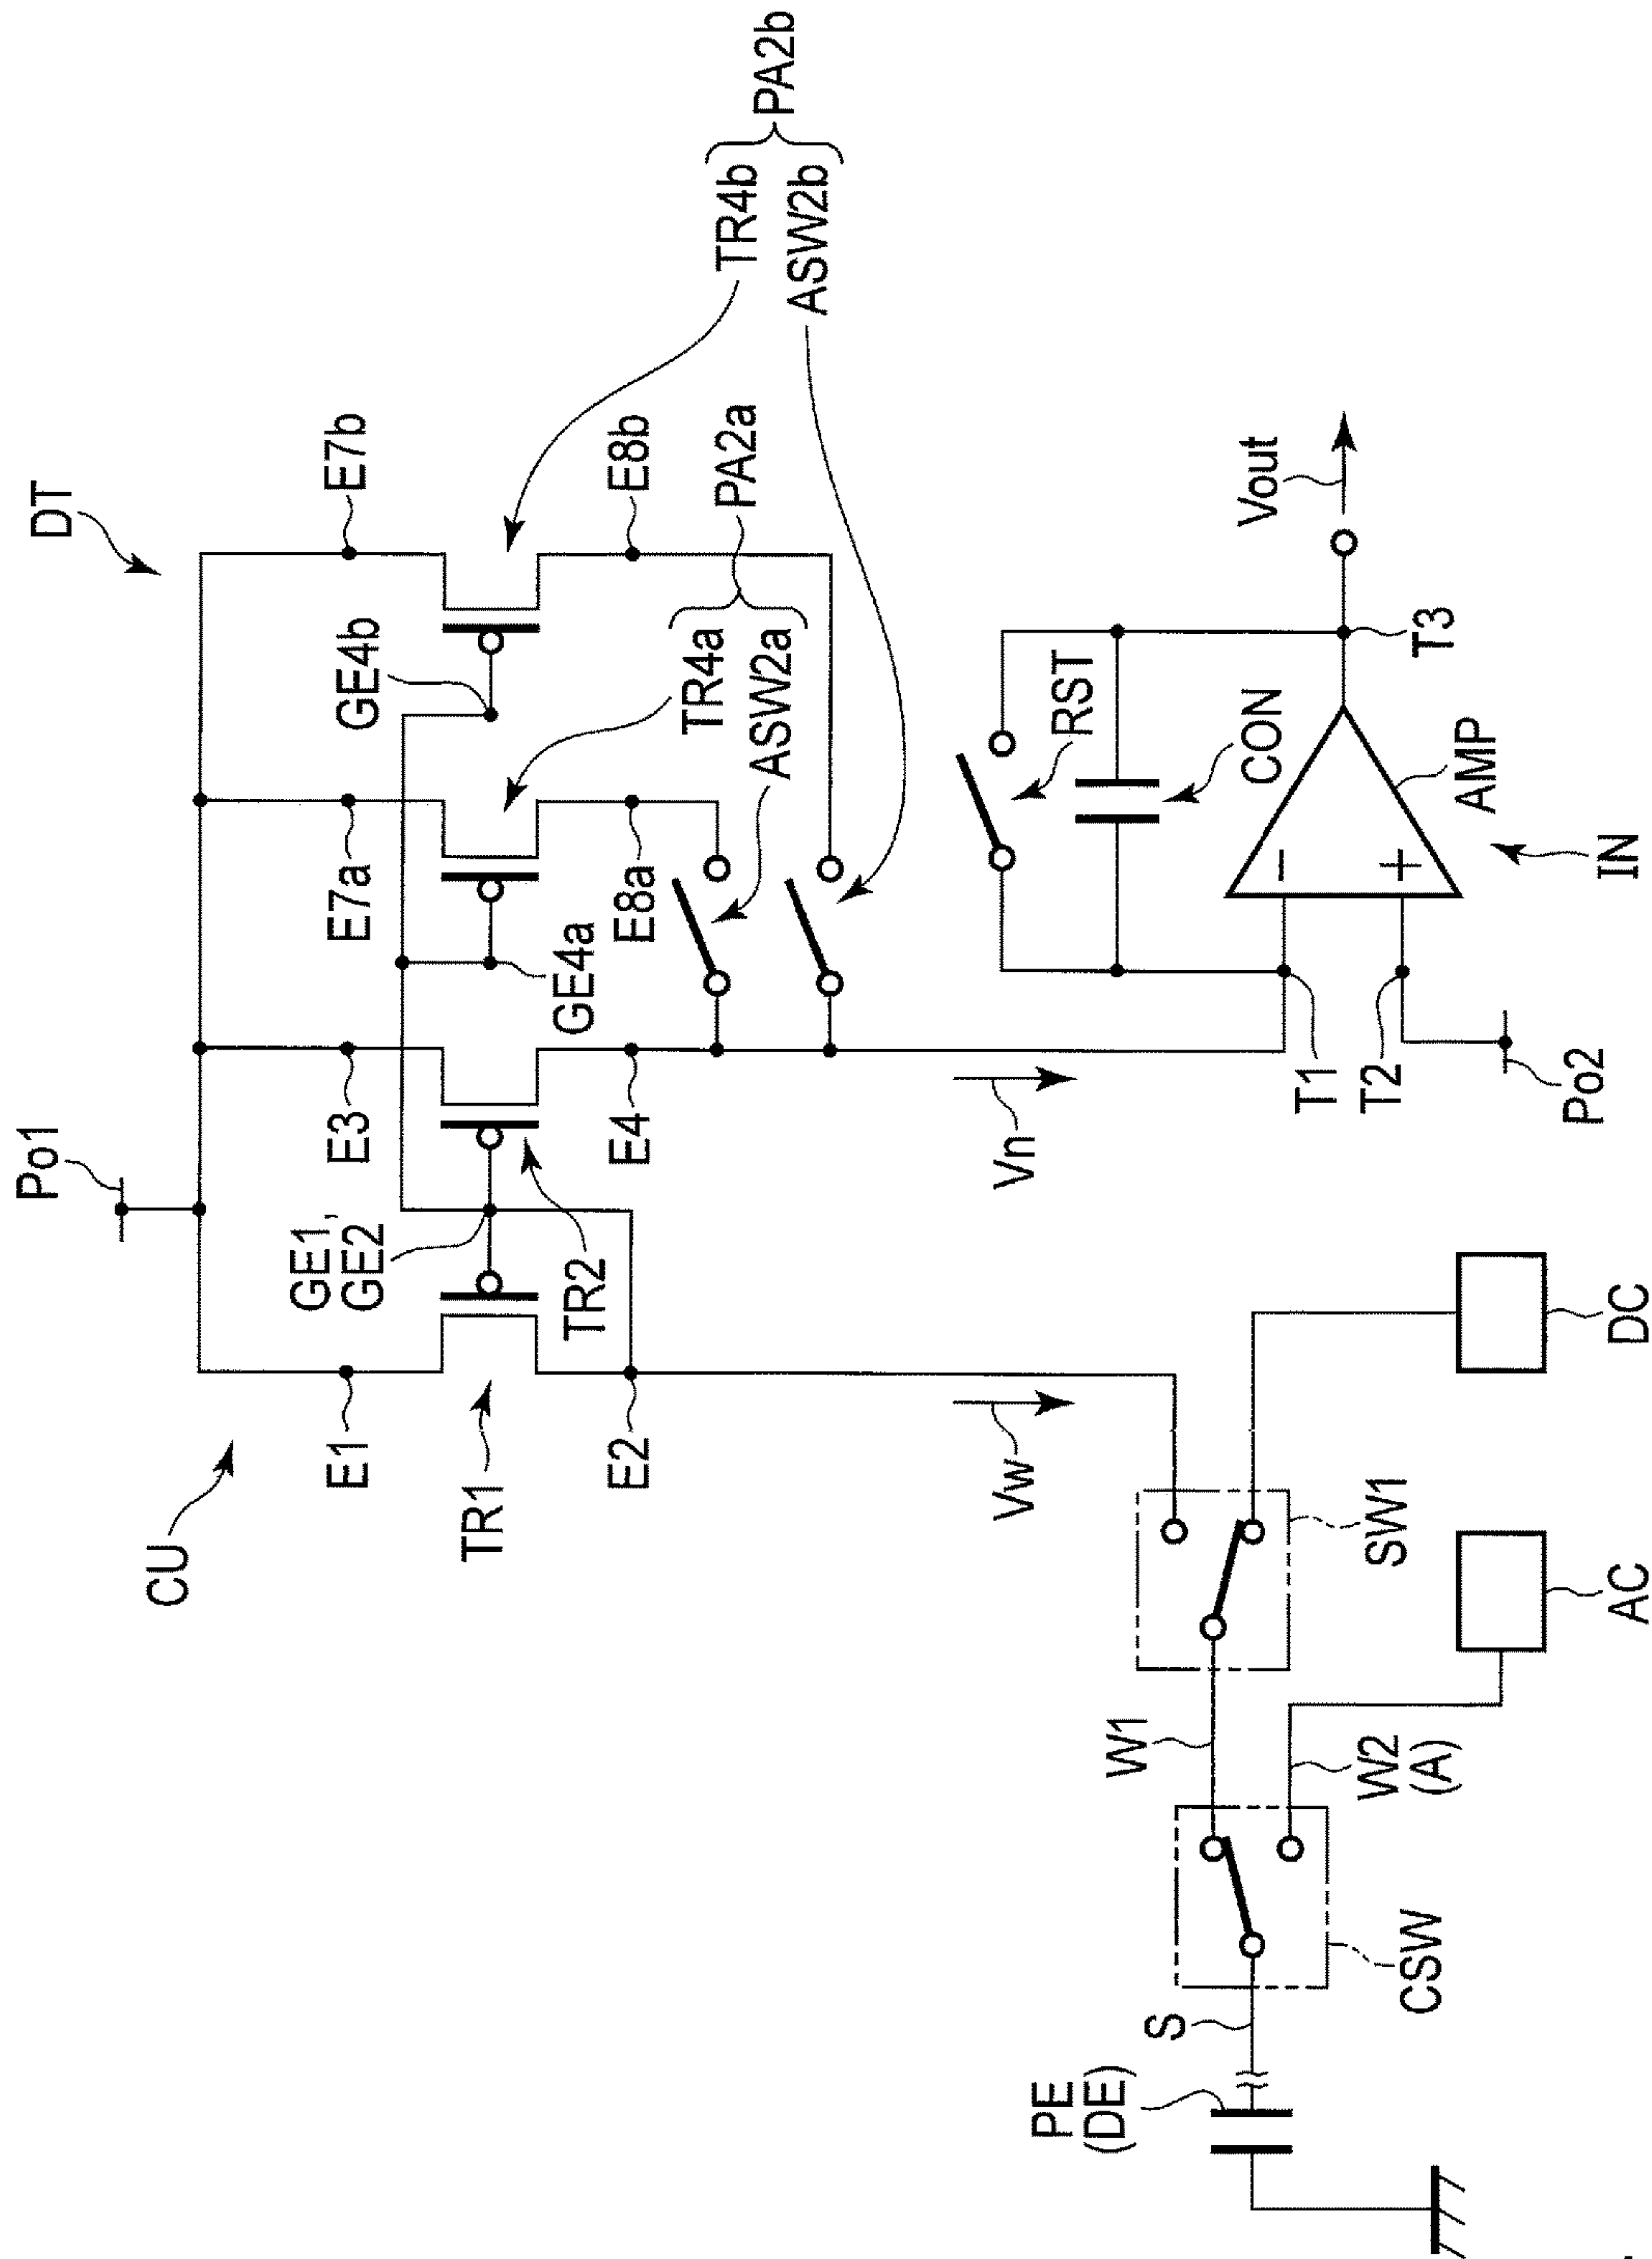 DT
Po1
CU
PA2b
TR4b
ASW2b
E7b
E7a
E3
E1
GE4b
GE1,
GE2
TR1
TR2
GE4a
TR4a
ASW2a
PA2a
E8b
E8a
E4
E2
Vn
Vw
RST
CON
Vout
T3
AMP
IN
T1
T2
Po2
PE
(DE)
S
CSW
W1
W2
(A)
SW1
AC
DC